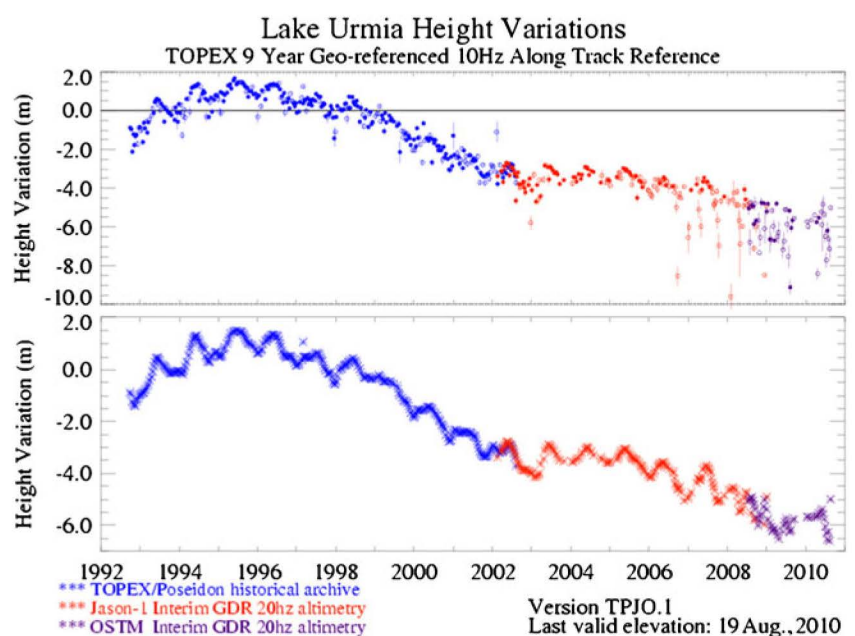 Lake Urmia Height Variations
TOPEX 9 Year Geo-referenced 10Hz Along Track Reference
Height Variation (m)
2.0
0.0
-2.0
-4.0
-6.0
-8.0
-10.0
Height Variation (m)
2.0
0.0
-2.0
-4.0
-6.0
1992 1994 1996 1998 2000 2002 2004 2006 2008 2010
*** TOPEX/Poseidon historical archive
*** Jason-1 Interim GDR 20hz altimetry
*** OSTM Interim GDR 20hz altimetry
Version TPJO.1
Last valid elevation: 19 Aug., 2010